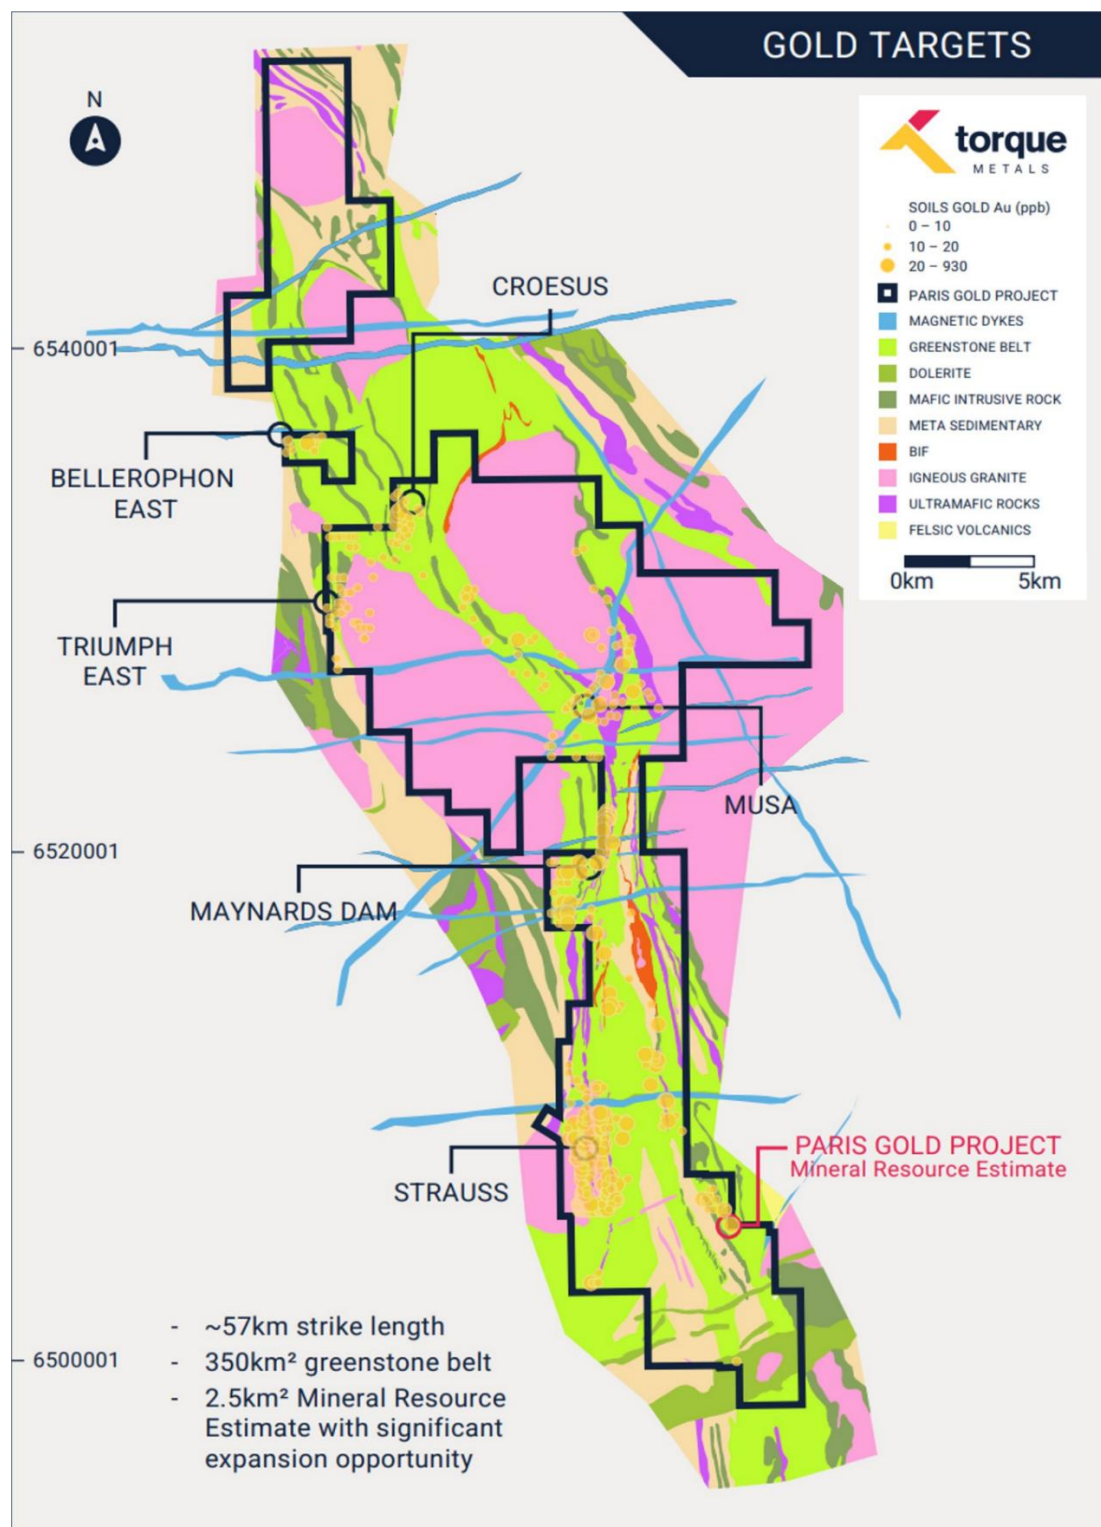 GOLD TARGETS
N
torque
METALS
SOILS GOLD Au (ppb)
0 – 10
10 – 20
20 – 930
PARIS GOLD PROJECT
MAGNETIC DYKES
GREENSTONE BELT
DOLERITE
MAFIC INTRUSIVE ROCK
META SEDIMENTARY
BIF
IGNEOUS GRANITE
ULTRAMAFIC ROCKS
FELSIC VOLCANICS
0km 5km
CROESUS
6540001
BELLEROPHON
EAST
TRIUMPH
EAST
MUSA
6520001
MAYNARDS DAM
PARIS GOLD PROJECT
Mineral Resource Estimate
STRAUSS
6500001
- ~57km strike length
- 350km² greenstone belt
- 2.5km² Mineral Resource
Estimate with significant
expansion opportunity